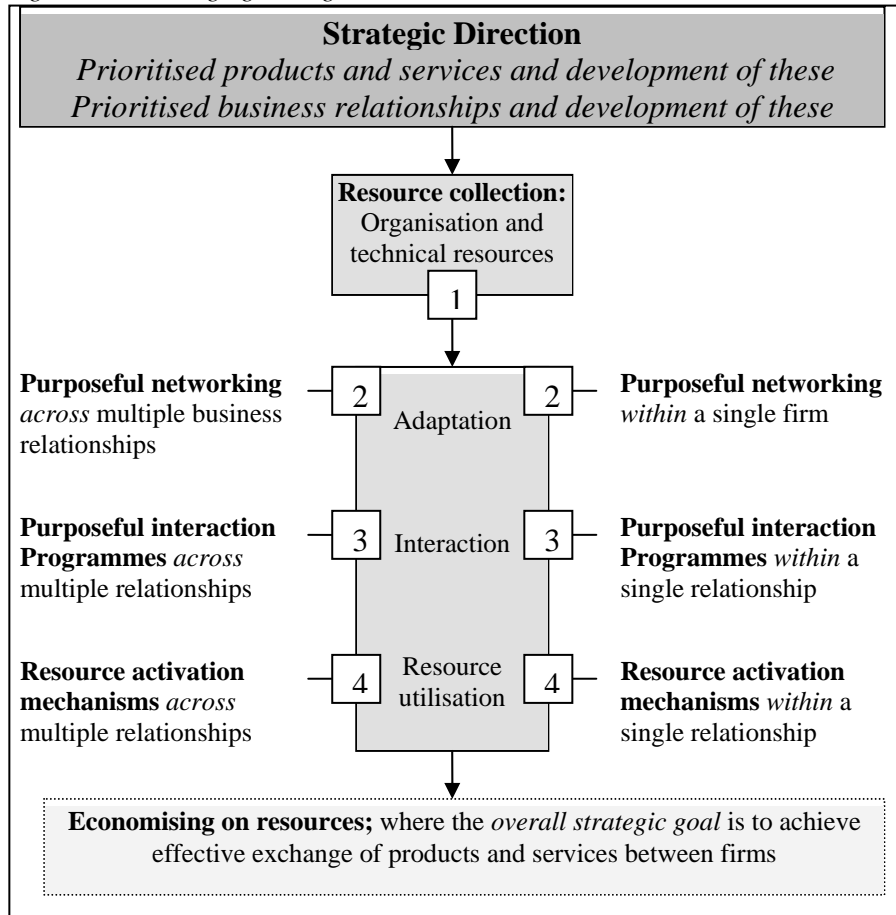 Strategic Direction
Prioritised products and services and development of these
Prioritised business relationships and development of these
Resource collection:
Organisation and
technical resources
1
Purposeful networking
across multiple business
relationships
2
Adaptation
2
Purposeful networking
within a single firm
Purposeful interaction
Programmes across
multiple relationships
3
Interaction
3
Purposeful interaction
Programmes within a
single relationship
Resource activation
mechanisms across
multiple relationships
4
Resource
utilisation
4
Resource activation
mechanisms within a
single relationship
Economising on resources; where the overall strategic goal is to achieve
effective exchange of products and services between firms